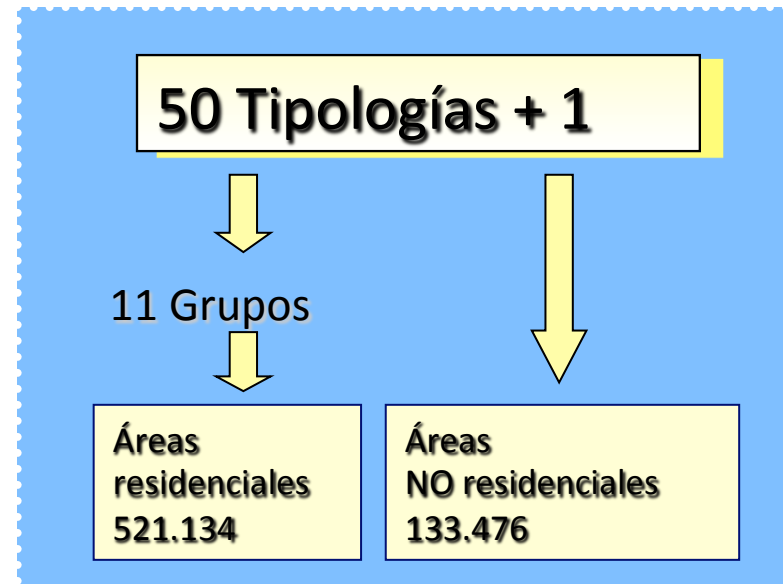 50 Tipologías + 1
11 Grupos
Áreas
residenciales
521.134
Áreas
NO residenciales
133.476